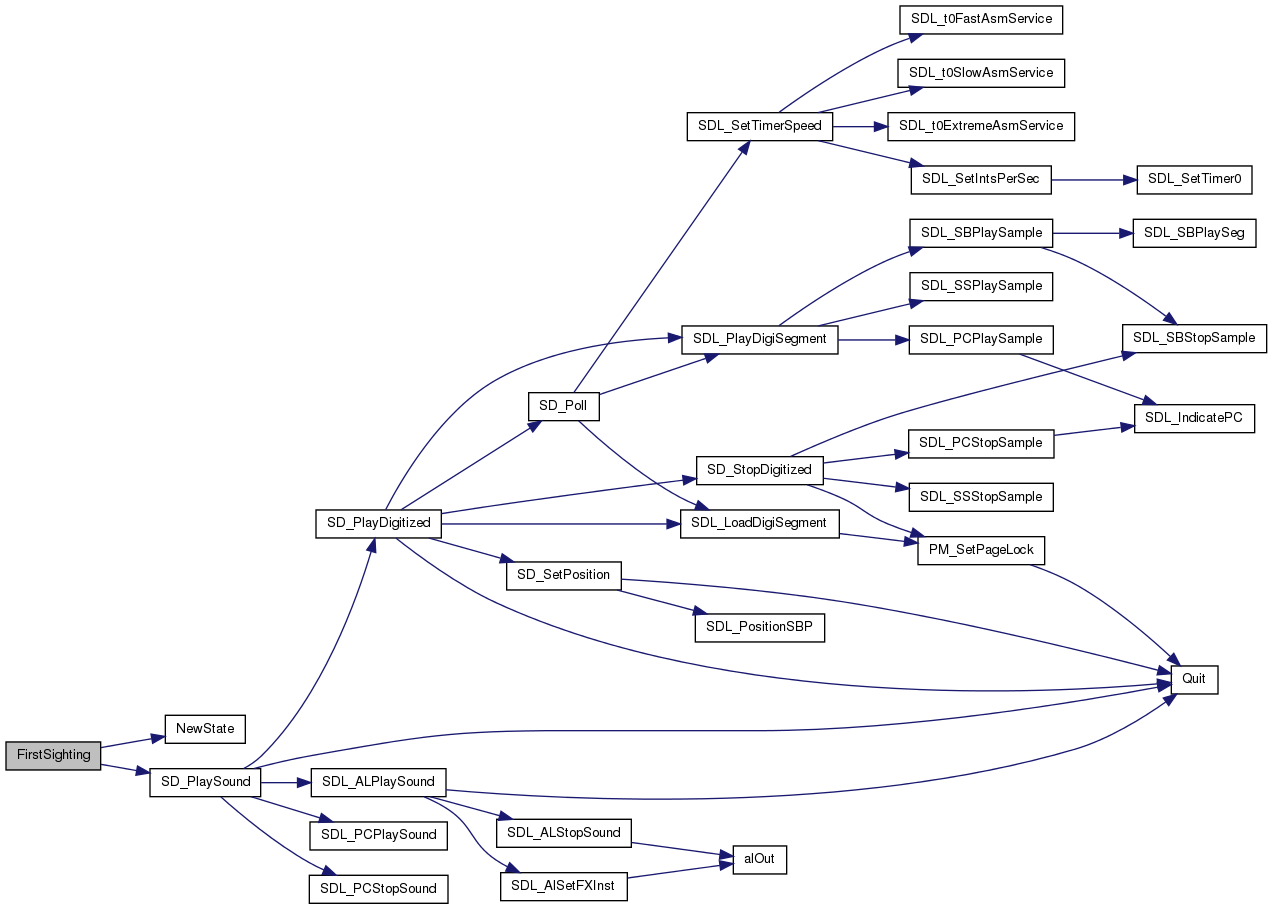 SDL_t0FastAsmService
SDL_t0SlowAsmService
SDL_SetTimerSpeed
SDL_t0ExtremeAsmService
SDL_SetIntsPerSec
SDL_SetTimer0
SDL_SBPlaySample
SDL_SBPlaySeg
SDL_SSPlaySample
SDL_PlayDigiSegment
SDL_PCPlaySample
SDL_SBStopSample
SD_Poll
SDL_IndicatePC
SDL_PCStopSample
SD_StopDigitized
SDL_SSStopSample
SD_PlayDigitized
SDL_LoadDigiSegment
PM_SetPageLock
SD_SetPosition
SDL_PositionSBP
Quit
NewState
FirstSighting
SD_PlaySound
SDL_ALPlaySound
SDL_PCPlaySound
SDL_ALStopSound
alOut
SDL_PCStopSound
SDL_AlSetFXInst